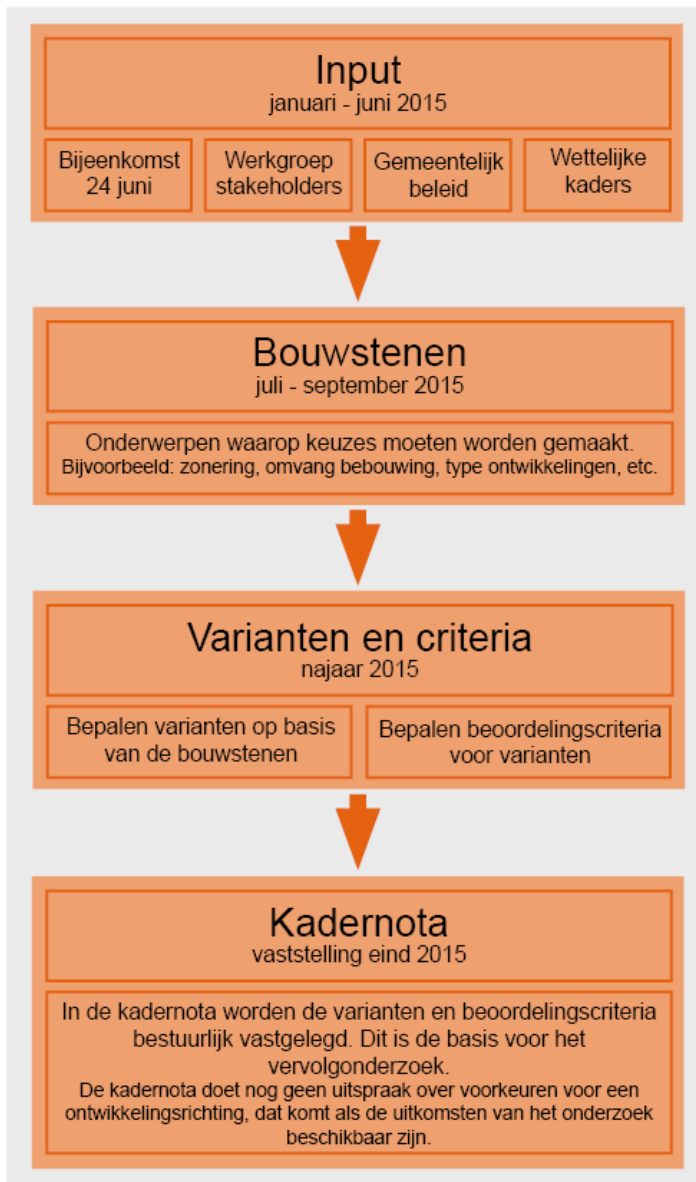 Input
januari - juni 2015
Bijeenkomst
24 juni
Werkgroep
stakeholders
Gemeentelijk
beleid
Wettelijke
kaders
Bouwstenen
juli - september 2015
Onderwerpen waarop keuzes moeten worden gemaakt.
Bijvoorbeeld: zonering, omvang bebouwing, type ontwikkelingen, etc.
Varianten en criteria
najaar 2015
Bepalen varianten op basis
van de bouwstenen
Bepalen beoordelingscriteria
voor varianten
Kadernota
vaststelling eind 2015
In de kadernota worden de varianten en beoordelingscriteria
bestuurlijk vastgelegd. Dit is de basis voor het
vervolgonderzoek.
De kadernota doet nog geen uitspraak over voorkeuren voor een
ontwikkelingsrichting, dat komt als de uitkomsten van het onderzoek
beschikbaar zijn.